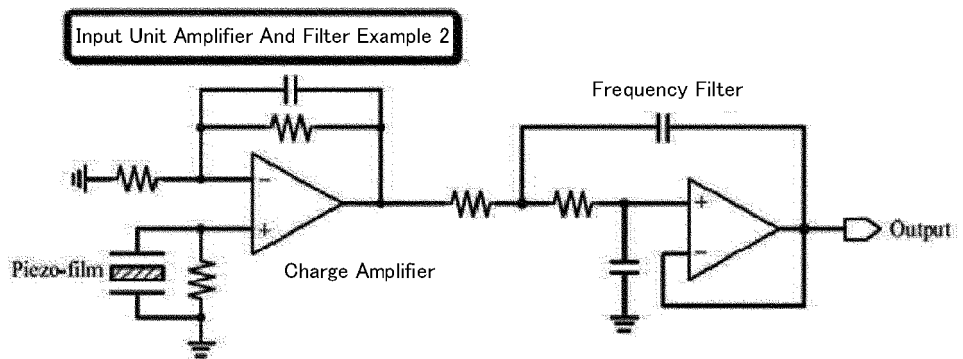 Input Unit Amplifier And Filter Example 2
Frequency Filter
−
+
+
−
Output
Piezo-film
Charge Amplifier